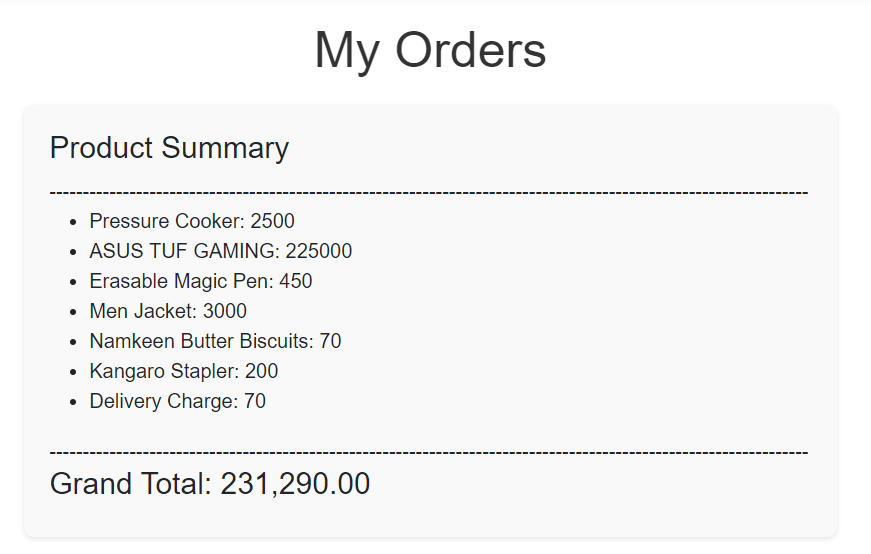 My Orders
Product Summary
--------------------------------------------------------------------------------------------------------------------
• Pressure Cooker: 2500
• ASUS TUF GAMING: 225000
• Erasable Magic Pen: 450
• Men Jacket: 3000
• Namkeen Butter Biscuits: 70
• Kangaro Stapler: 200
• Delivery Charge: 70
--------------------------------------------------------------------------------------------------------------------
Grand Total: 231,290.00